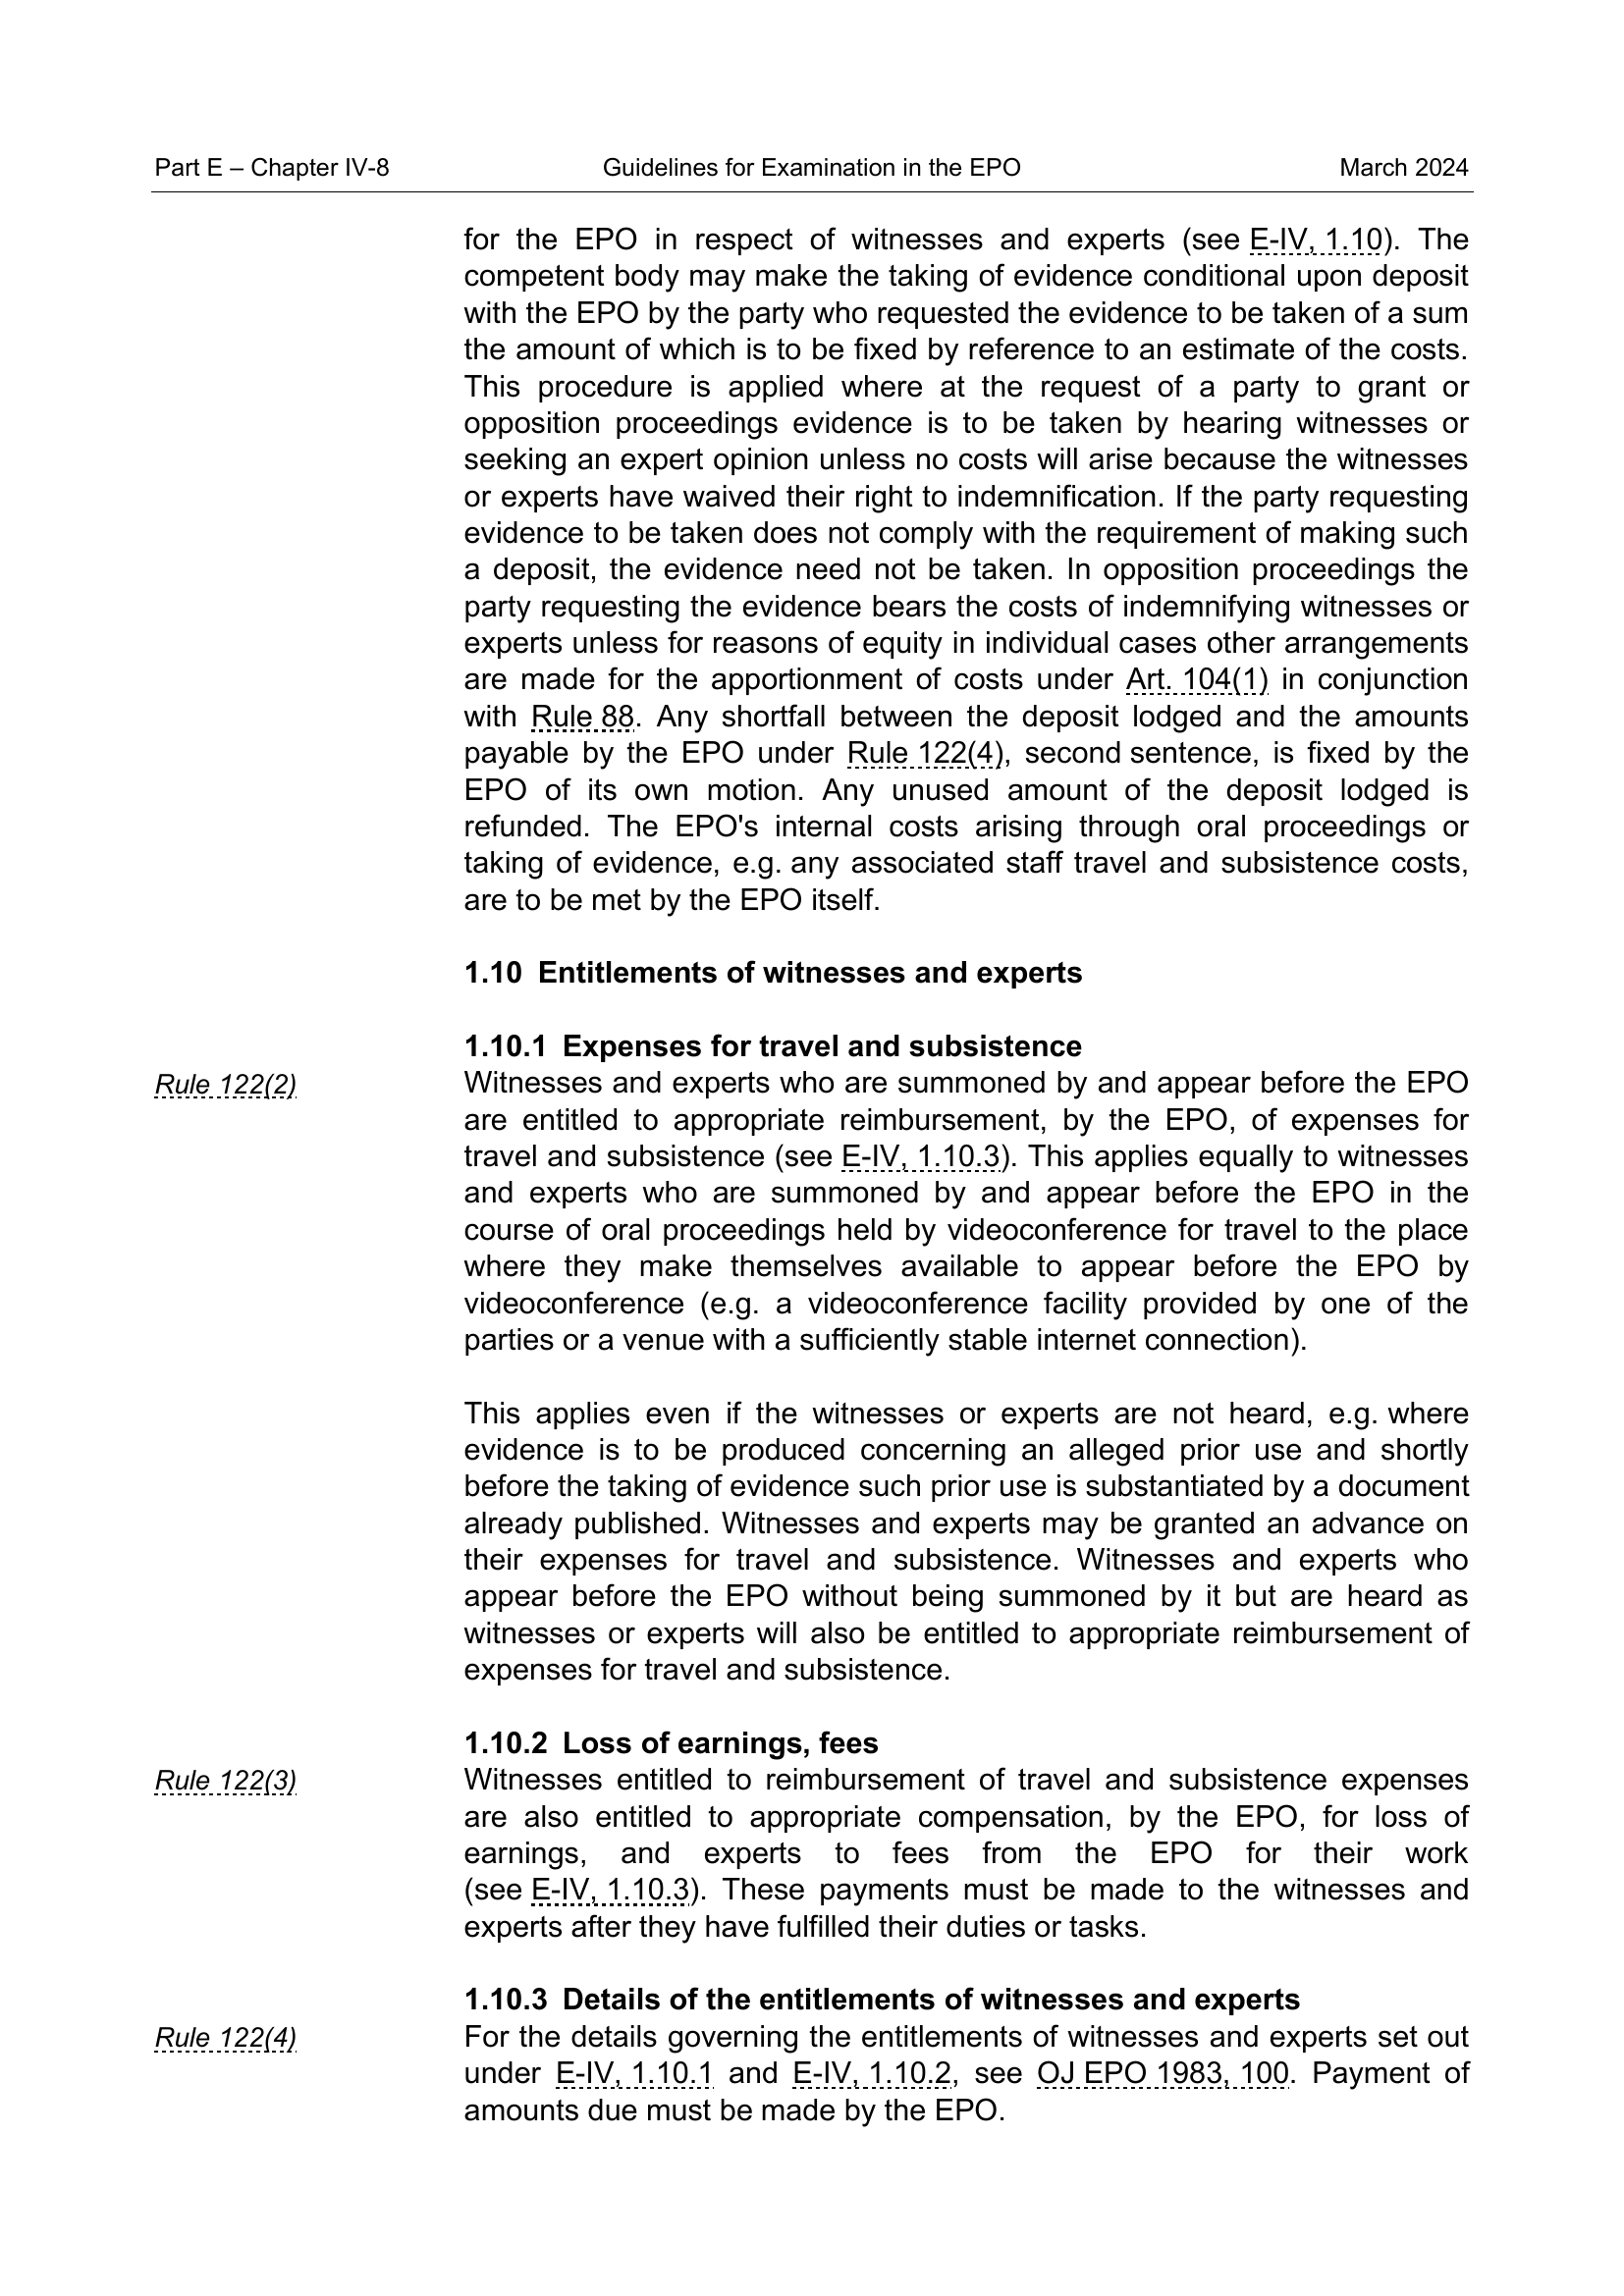 Part E – Chapter IV-8 Guidelines for Examination in the EPO March 2024
for the EPO in respect of witnesses and experts (see E-IV, 1.10). The
competent body may make the taking of evidence conditional upon deposit
with the EPO by the party who requested the evidence to be taken of a sum
the amount of which is to be fixed by reference to an estimate of the costs.
This procedure is applied where at the request of a party to grant or
opposition proceedings evidence is to be taken by hearing witnesses or
seeking an expert opinion unless no costs will arise because the witnesses
or experts have waived their right to indemnification. If the party requesting
evidence to be taken does not comply with the requirement of making such
a deposit, the evidence need not be taken. In opposition proceedings the
party requesting the evidence bears the costs of indemnifying witnesses or
experts unless for reasons of equity in individual cases other arrangements
are made for the apportionment of costs under Art. 104(1) in conjunction
with Rule 88. Any shortfall between the deposit lodged and the amounts
payable by the EPO under Rule 122(4), second sentence, is fixed by the
EPO of its own motion. Any unused amount of the deposit lodged is
refunded. The EPO's internal costs arising through oral proceedings or
taking of evidence, e.g. any associated staff travel and subsistence costs,
are to be met by the EPO itself.
1.10 Entitlements of witnesses and experts
1.10.1 Expenses for travel and subsistence
Rule 122(2) Witnesses and experts who are summoned by and appear before the EPO
are entitled to appropriate reimbursement, by the EPO, of expenses for
travel and subsistence (see E-IV, 1.10.3). This applies equally to witnesses
and experts who are summoned by and appear before the EPO in the
course of oral proceedings held by videoconference for travel to the place
where they make themselves available to appear before the EPO by
videoconference (e.g. a videoconference facility provided by one of the
parties or a venue with a sufficiently stable internet connection).
This applies even if the witnesses or experts are not heard, e.g. where
evidence is to be produced concerning an alleged prior use and shortly
before the taking of evidence such prior use is substantiated by a document
already published. Witnesses and experts may be granted an advance on
their expenses for travel and subsistence. Witnesses and experts who
appear before the EPO without being summoned by it but are heard as
witnesses or experts will also be entitled to appropriate reimbursement of
expenses for travel and subsistence.
1.10.2 Loss of earnings, fees
Rule 122(3) Witnesses entitled to reimbursement of travel and subsistence expenses
are also entitled to appropriate compensation, by the EPO, for loss of
earnings, and experts to fees from the EPO for their work
(see E-IV, 1.10.3). These payments must be made to the witnesses and
experts after they have fulfilled their duties or tasks.
1.10.3 Details of the entitlements of witnesses and experts
Rule 122(4) For the details governing the entitlements of witnesses and experts set out
under E-IV, 1.10.1 and E-IV, 1.10.2, see OJ EPO 1983, 100. Payment of
amounts due must be made by the EPO.